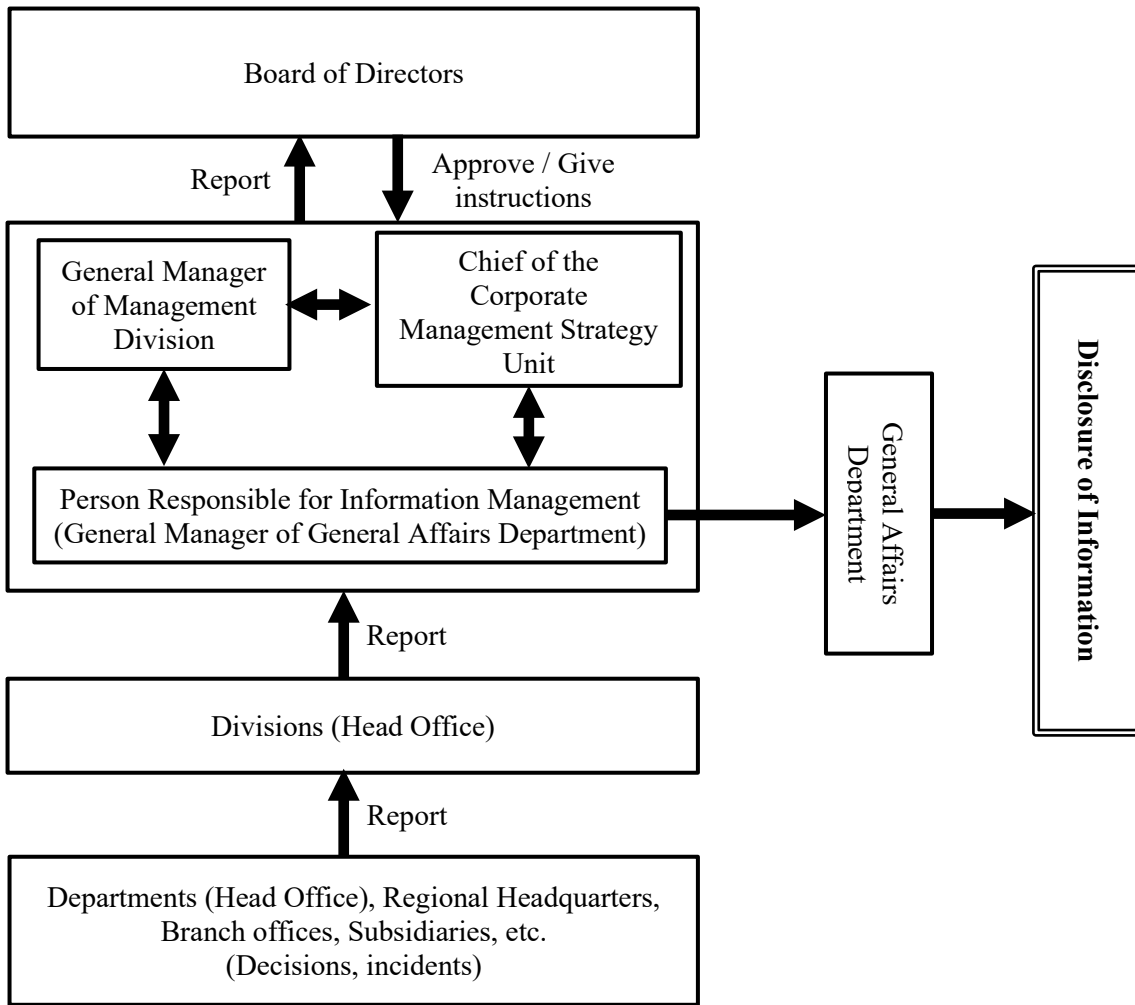 Board of Directors
Report
Approve / Give
instructions
General Manager
of Management
Division
Chief of the
Corporate
Management Strategy
Unit
Person Responsible for Information Management
(General Manager of General Affairs Department)
General Affairs
Department
Disclosure of Information
Report
Divisions (Head Office)
Report
Departments (Head Office), Regional Headquarters,
Branch offices, Subsidiaries, etc.
(Decisions, incidents)